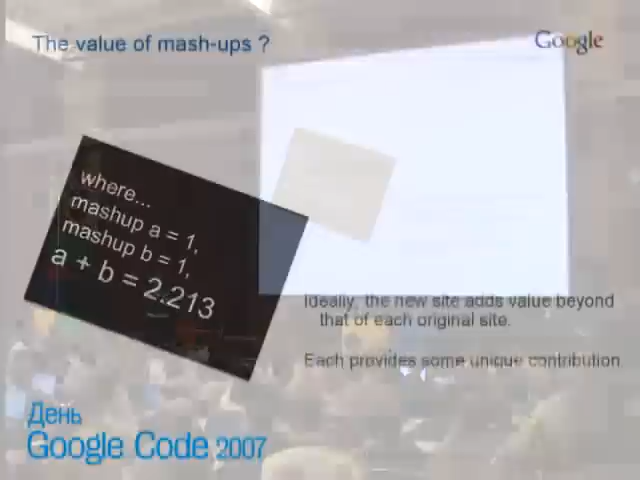 The value of mash-ups ?
Google
where...
mashup a = 1,
mashup b = 1,
a + b = 2.213
Ideally, the new site adds value beyond
that of each original site.
Each provides some unique contribution
День
Google Code 2007